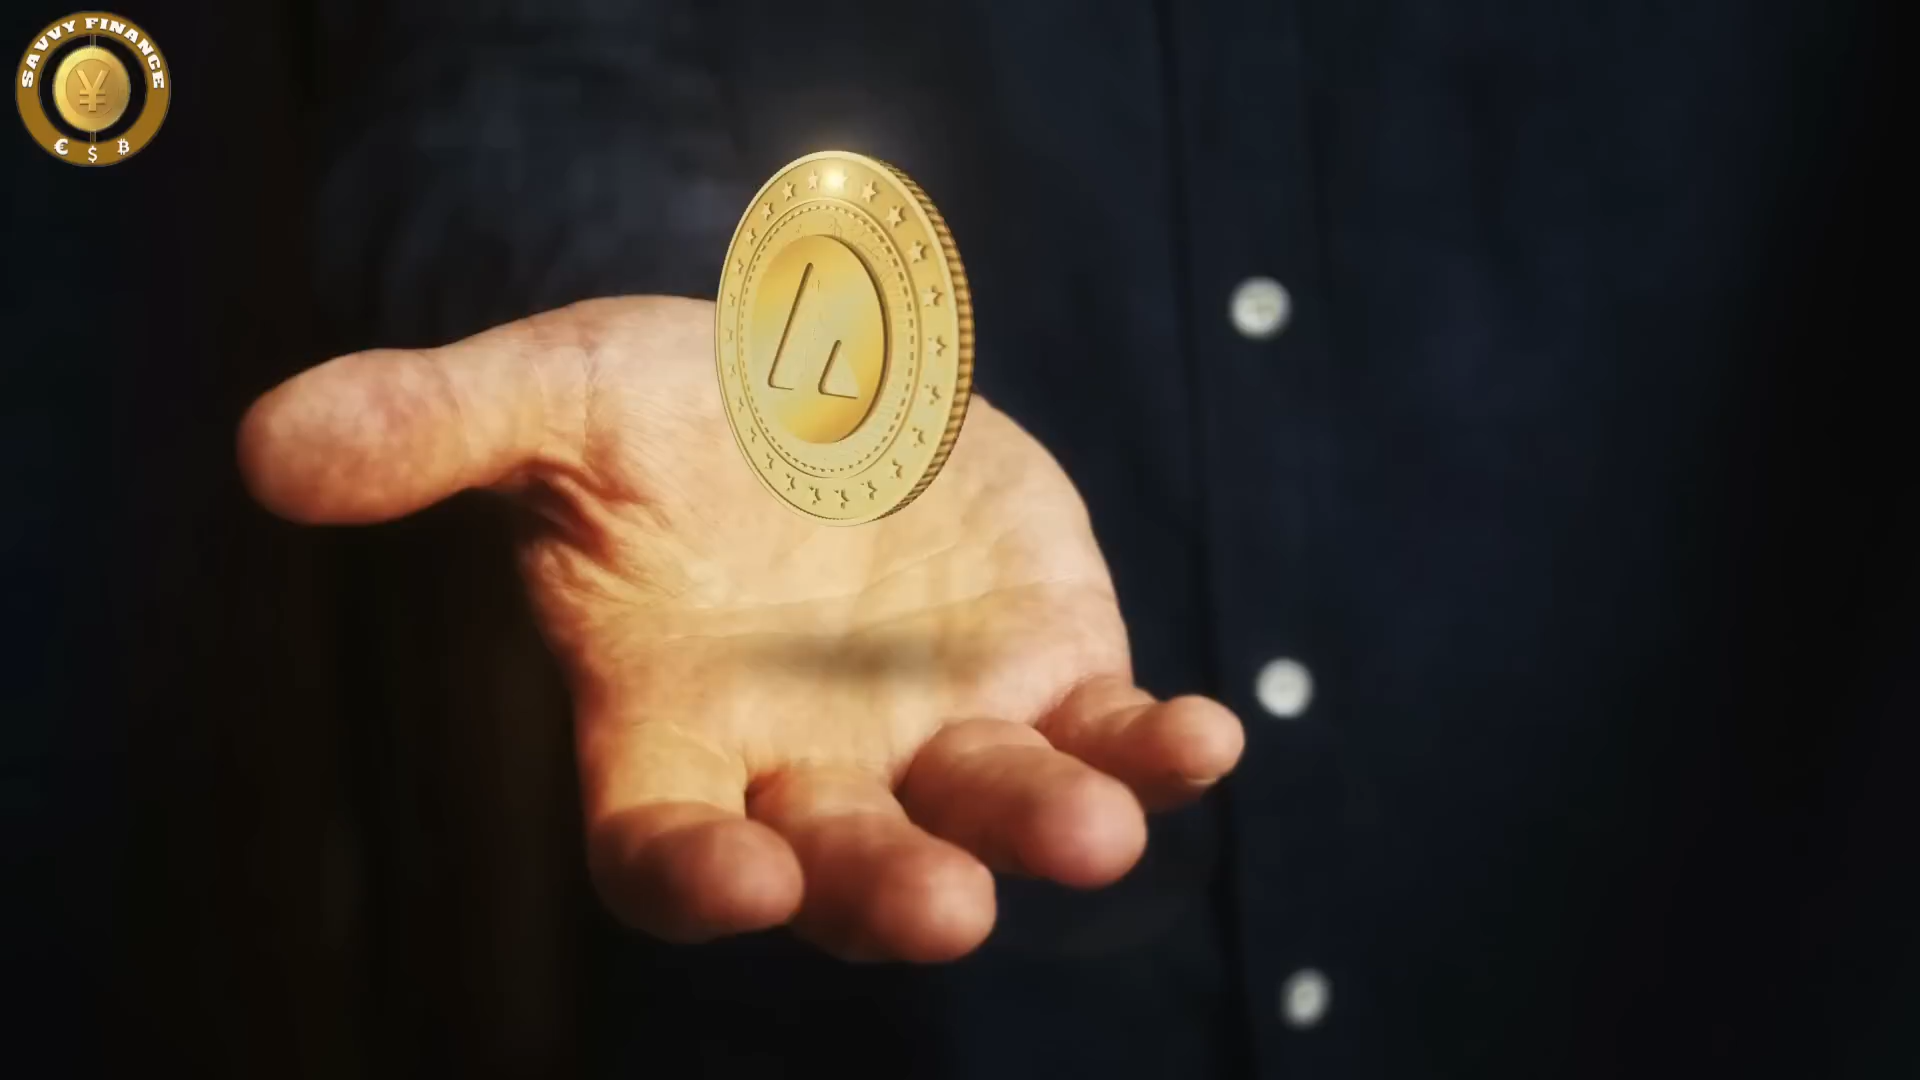 SAVVY FINANCE
¥
€ $ ₿